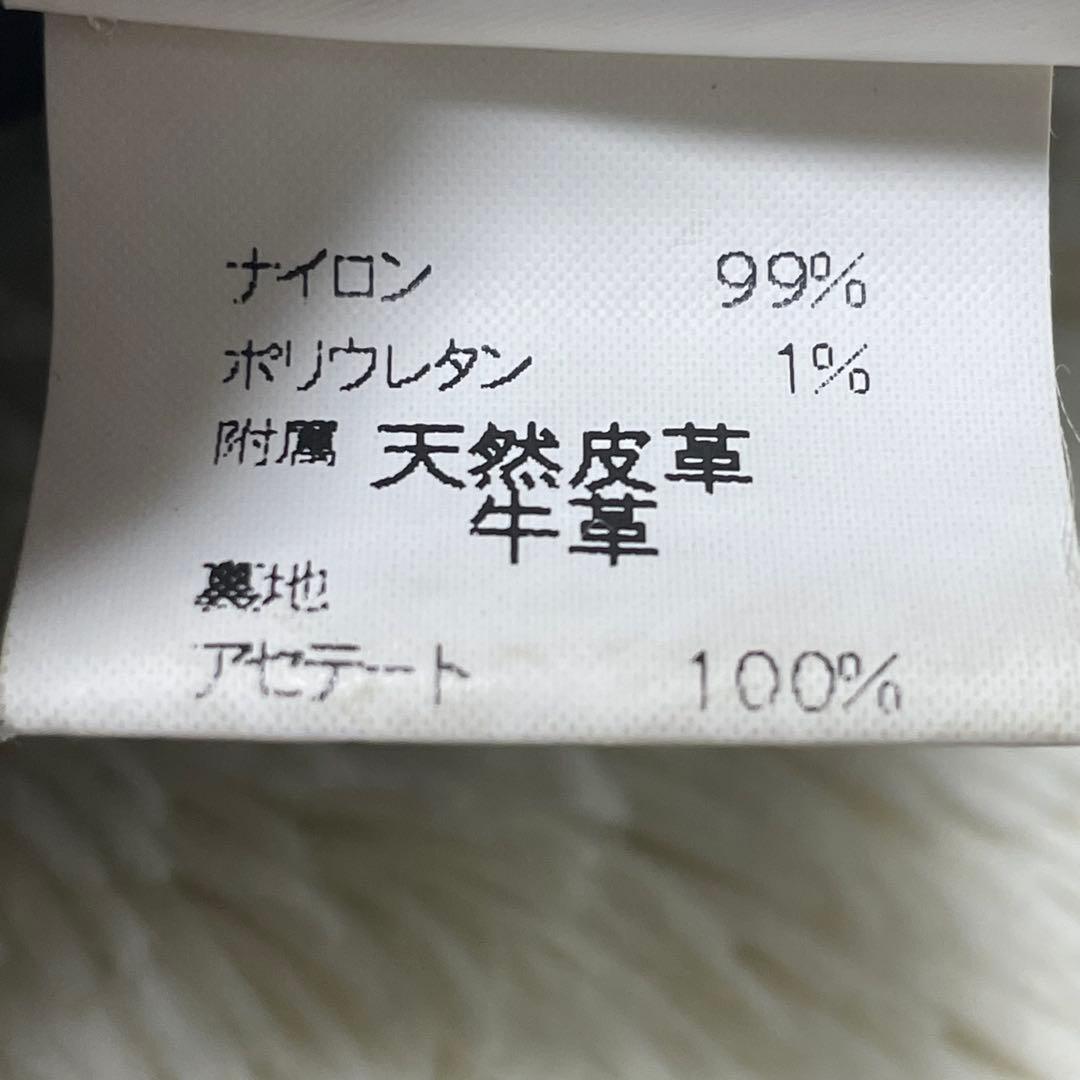 ナイロン 99%
ポリウレタン 1%
附属 天然皮革
牛革
裏地
アセテート 100%